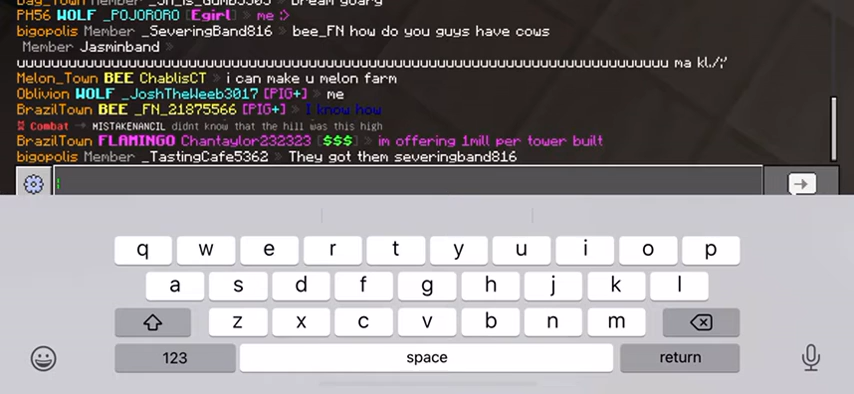 PH56 WOLF _POJORORO [Egirl] » me :>
bigopolis Member _SeveringBand816 » bee_FN how do you guys have cows
Member Jasminband »
uuuuuuuuuuuuuuuuuuuuuuuuuuuuuuuuuuuuuuuuuuuuuuuuuuuuuuuuuuuuuuuuuuuuuuuuuuuuuuuuuuuuuuuuuuu ma kl./;'
Melon_Town BEE ChablisCT » i can make u melon farm
Oblivion WOLF _JoshTheWeeb3017 [PIG+] » me
BrazilTown BEE _FN_21875566 [PIG+] » I know how
Combat → MISTAKENANCIL didnt know that the hill was this high
BrazilTown FLAMINGO Chantaylor232323 [$$$] » im offering 1mill per tower built
bigopolis Member _TastingCafe5362 » They got them severingband816
q w e r t y u i o p
a s d f g h j k l
z x c v b n m
123 space return